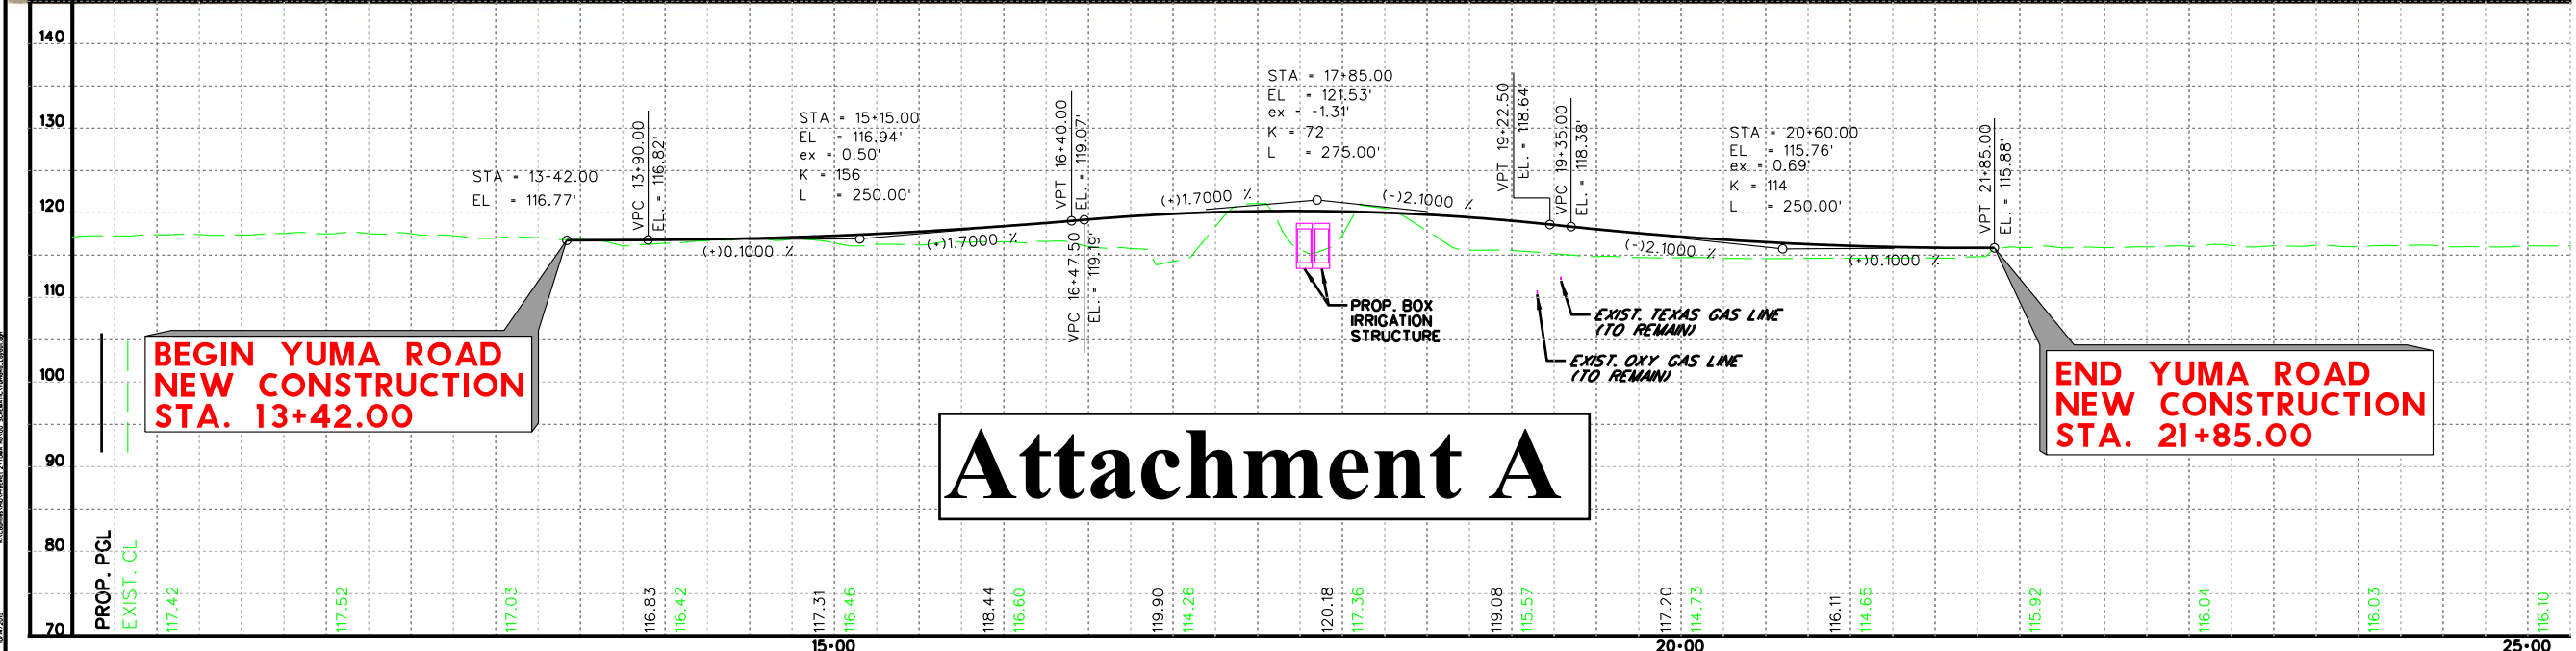 140
130
120
110
100
90
80
70
STA = 13+42.00
EL = 116.77'
VPC 13+90.00
EL. = 116.82'
STA = 15+15.00
EL = 116.94'
ex = 0.50'
K = 156
L = 250.00'
(+)0.1000 %
(+)1.7000 %
VPT 16+40.00
EL. = 119.07'
VPC 16+47.50
EL. = 119.19'
STA = 17+85.00
EL = 121.53'
ex = -1.31'
K = 72
L = 275.00'
(+)1.7000 %
(-)2.1000 %
VPT 19+22.50
EL. = 118.64'
VPC 19+35.00
EL. = 118.38'
STA = 20+60.00
EL = 115.76'
ex = 0.69'
K = 114
L = 250.00'
(-)2.1000 %
(+)0.1000 %
VPT 21+85.00
EL. = 115.88'
PROP. BOX
IRRIGATION
STRUCTURE
EXIST. TEXAS GAS LINE
(TO REMAIN)
EXIST. OXY GAS LINE
(TO REMAIN)
BEGIN YUMA ROAD
NEW CONSTRUCTION
STA. 13+42.00
END YUMA ROAD
NEW CONSTRUCTION
STA. 21+85.00
Attachment A
PROP. PGL
EXIST. CL
117.42
117.52
117.03
116.83
116.42
117.31
116.46
118.44
116.60
119.90
114.26
120.18
117.36
119.08
115.57
117.20
114.73
116.11
114.65
115.92
116.04
116.03
116.10
15+00
20+00
25+00